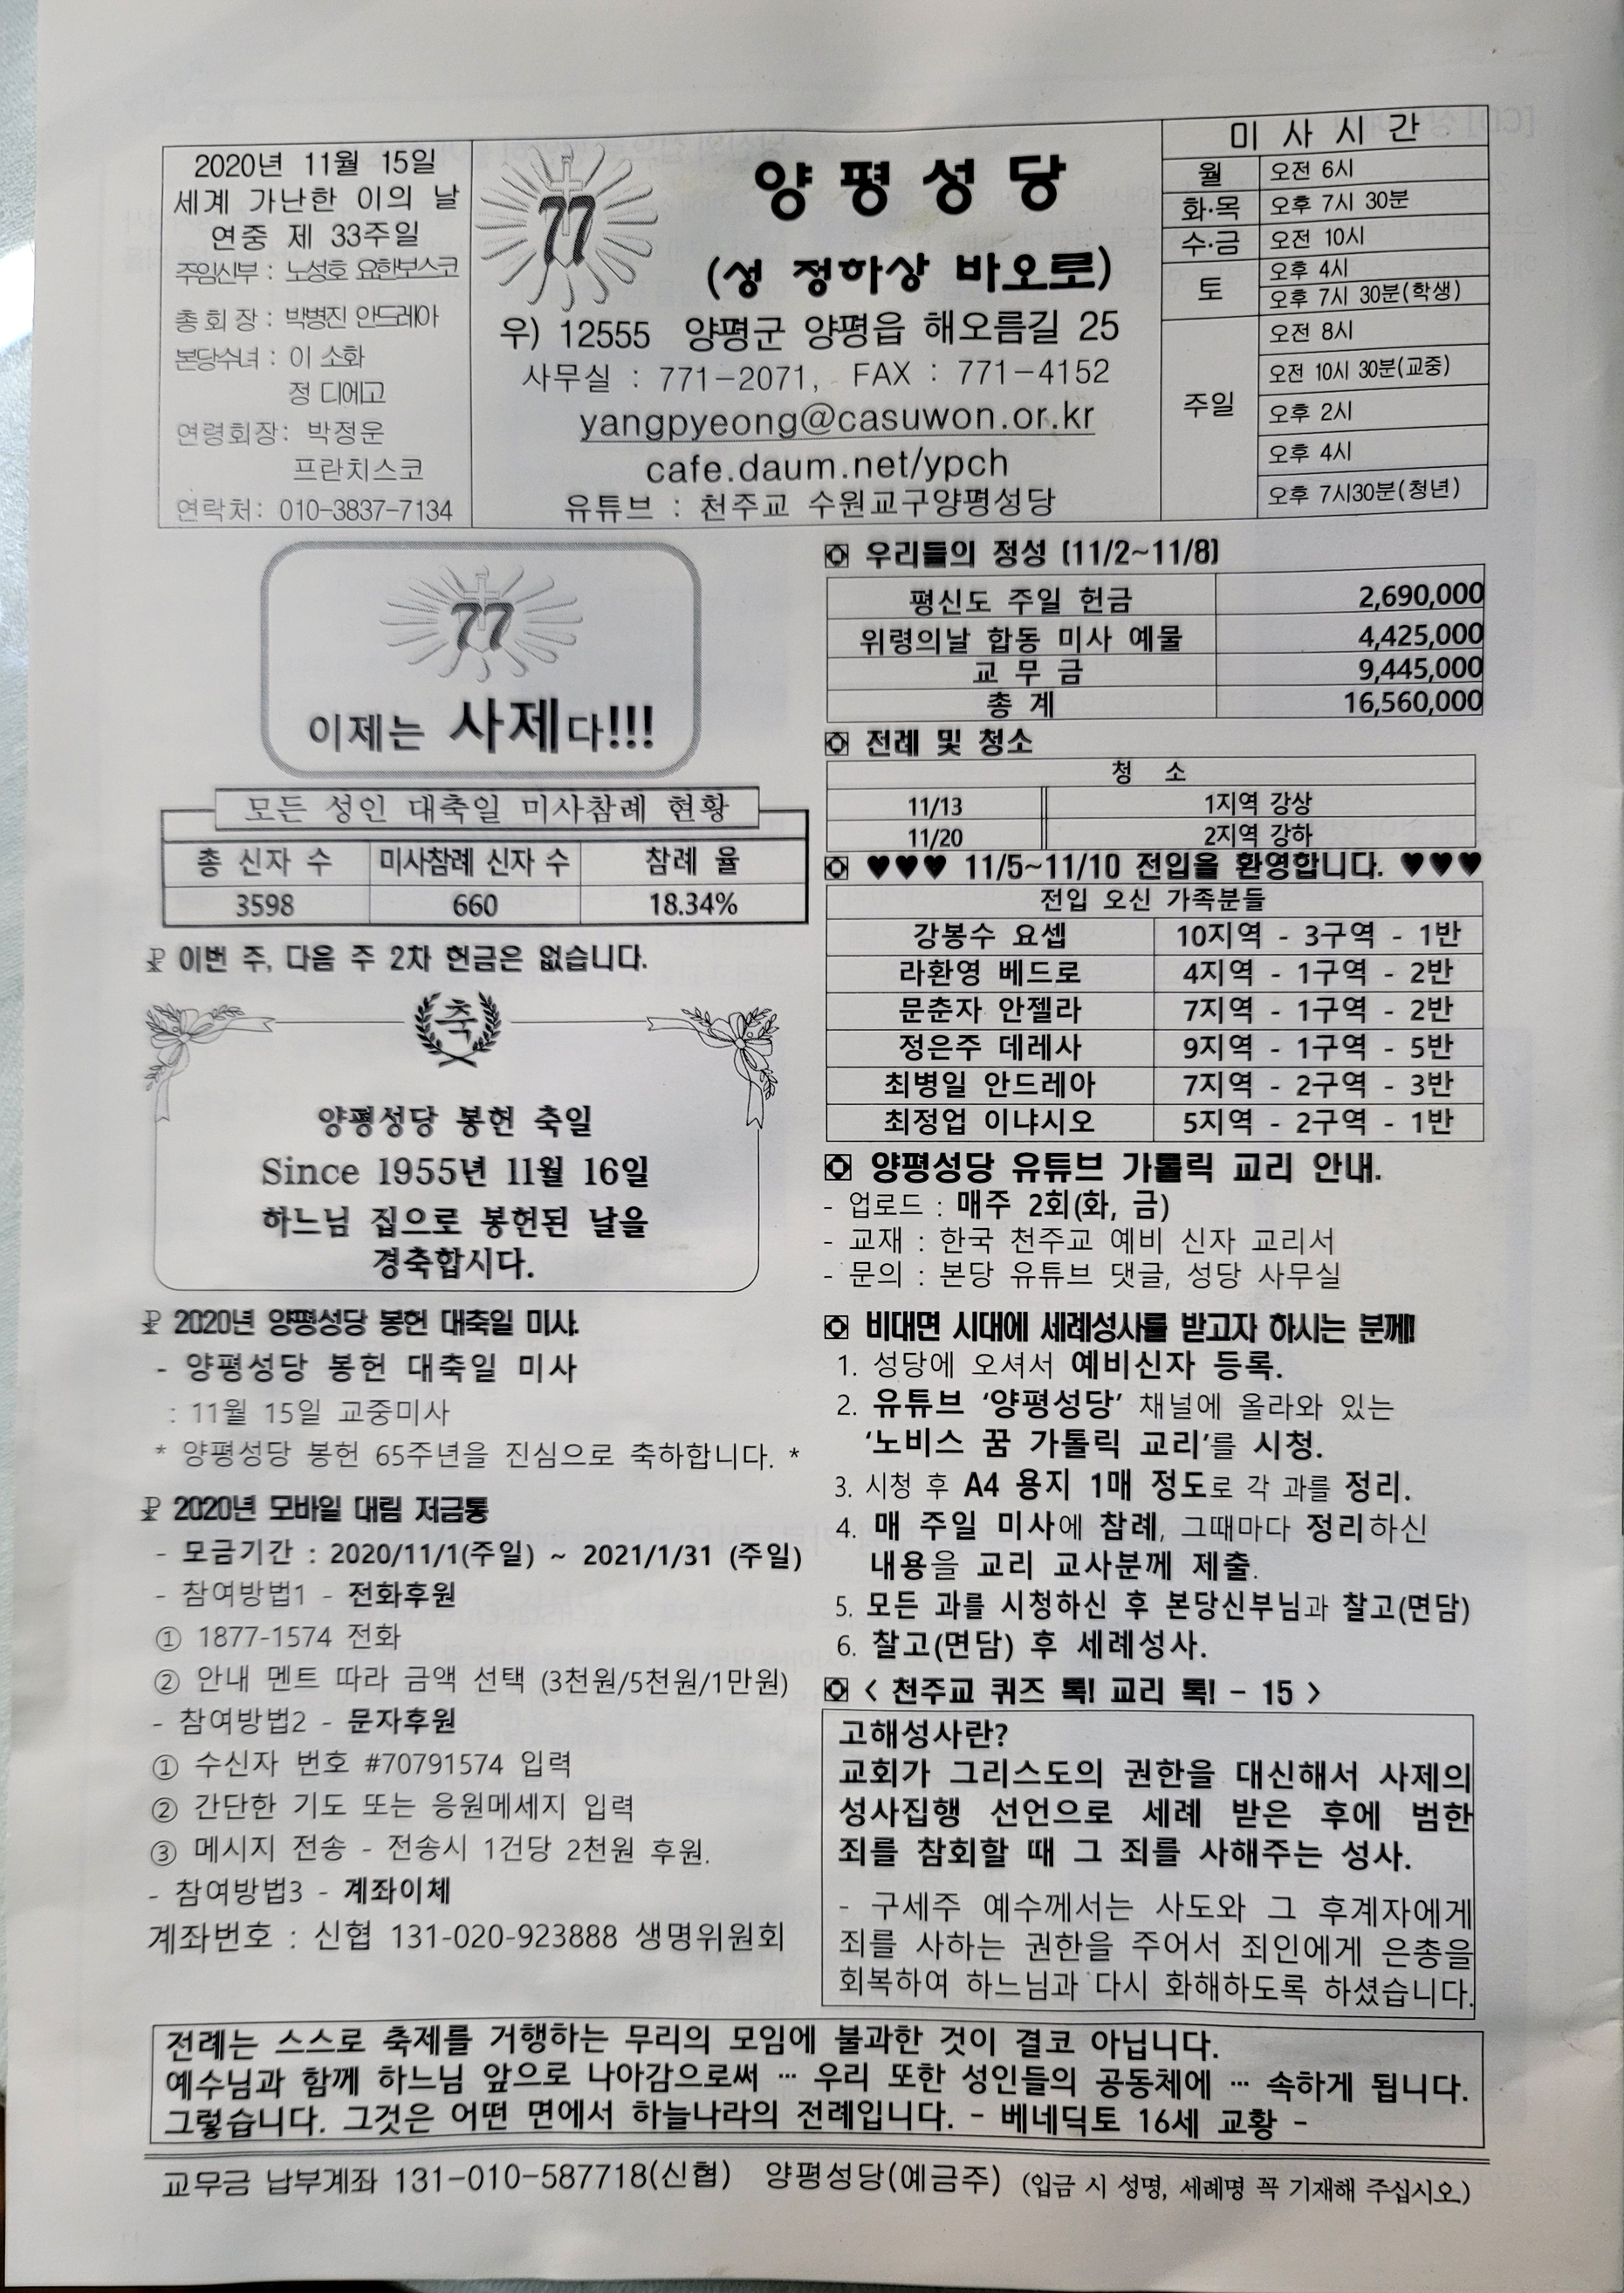 2020년 11월 15일
세계 가난한 이의 날
연중 제 33주일
주임신부 : 노성호 요한보스코
총 회 장 : 박병진 안드레아
본당수녀 : 이 소화
정 디에고
연령회장: 박정운
프란치스코
연락처: 010-3837-7134
77
양 평 성 당
(성 정하상 바오로)
우) 12555 양평군 양평읍 해오름길 25
사무실 : 771-2071, FAX : 771-4152
yangpyeong@casuwon.or.kr
cafe.daum.net/ypch
유튜브 : 천주교 수원교구양평성당
미 사 시 간
월 오전 6시
화·목 오후 7시 30분
수·금 오전 10시
토 오후 4시
오후 7시 30분(학생)
주일 오전 8시
오전 10시 30분(교중)
오후 2시
오후 4시
오후 7시30분(청년)
77
이제는 사제다!!!
모든 성인 대축일 미사참례 현황
총 신자 수 미사참례 신자 수 참례 율
3598 660 18.34%
이번 주, 다음 주 2차 헌금은 없습니다.
축
양평성당 봉헌 축일
Since 1955년 11월 16일
하느님 집으로 봉헌된 날을
경축합시다.
2020년 양평성당 봉헌 대축일 미사.
- 양평성당 봉헌 대축일 미사
: 11월 15일 교중미사
* 양평성당 봉헌 65주년을 진심으로 축하합니다. *
2020년 모바일 대림 저금통
- 모금기간 : 2020/11/1(주일) ~ 2021/1/31 (주일)
- 참여방법1 - 전화후원
① 1877-1574 전화
② 안내 멘트 따라 금액 선택 (3천원/5천원/1만원)
- 참여방법2 - 문자후원
① 수신자 번호 #70791574 입력
② 간단한 기도 또는 응원메세지 입력
③ 메시지 전송 - 전송시 1건당 2천원 후원.
- 참여방법3 - 계좌이체
계좌번호 : 신협 131-020-923888 생명위원회
우리들의 정성 (11/2~11/8)
평신도 주일 헌금 2,690,000
위령의날 합동 미사 예물 4,425,000
교 무 금 9,445,000
총 계 16,560,000
전례 및 청소
청 소
11/13 1지역 강상
11/20 2지역 강하
♥♥♥ 11/5~11/10 전입을 환영합니다. ♥♥♥
전입 오신 가족분들
강봉수 요셉 10지역 - 3구역 - 1반
라환영 베드로 4지역 - 1구역 - 2반
문춘자 안젤라 7지역 - 1구역 - 2반
정은주 데레사 9지역 - 1구역 - 5반
최병일 안드레아 7지역 - 2구역 - 3반
최정업 이냐시오 5지역 - 2구역 - 1반
양평성당 유튜브 가톨릭 교리 안내.
- 업로드 : 매주 2회(화, 금)
- 교재 : 한국 천주교 예비 신자 교리서
- 문의 : 본당 유튜브 댓글, 성당 사무실
비대면 시대에 세례성사를 받고자 하시는 분께!
1. 성당에 오셔서 예비신자 등록.
2. 유튜브 ‘양평성당’ 채널에 올라와 있는
‘노비스 꿈 가톨릭 교리’를 시청.
3. 시청 후 A4 용지 1매 정도로 각 과를 정리.
4. 매 주일 미사에 참례, 그때마다 정리하신
내용을 교리 교사분께 제출.
5. 모든 과를 시청하신 후 본당신부님과 찰고(면담)
6. 찰고(면담) 후 세례성사.
< 천주교 퀴즈 톡! 교리 톡! - 15 >
고해성사란?
교회가 그리스도의 권한을 대신해서 사제의
성사집행 선언으로 세례 받은 후에 범한
죄를 참회할 때 그 죄를 사해주는 성사.
- 구세주 예수께서는 사도와 그 후계자에게
죄를 사하는 권한을 주어서 죄인에게 은총을
회복하여 하느님과 다시 화해하도록 하셨습니다.
전례는 스스로 축제를 거행하는 무리의 모임에 불과한 것이 결코 아닙니다.
예수님과 함께 하느님 앞으로 나아감으로써 … 우리 또한 성인들의 공동체에 … 속하게 됩니다.
그렇습니다. 그것은 어떤 면에서 하늘나라의 전례입니다. - 베네딕토 16세 교황 -
교무금 납부계좌 131-010-587718(신협) 양평성당(예금주) (입금 시 성명, 세례명 꼭 기재해 주십시오.)